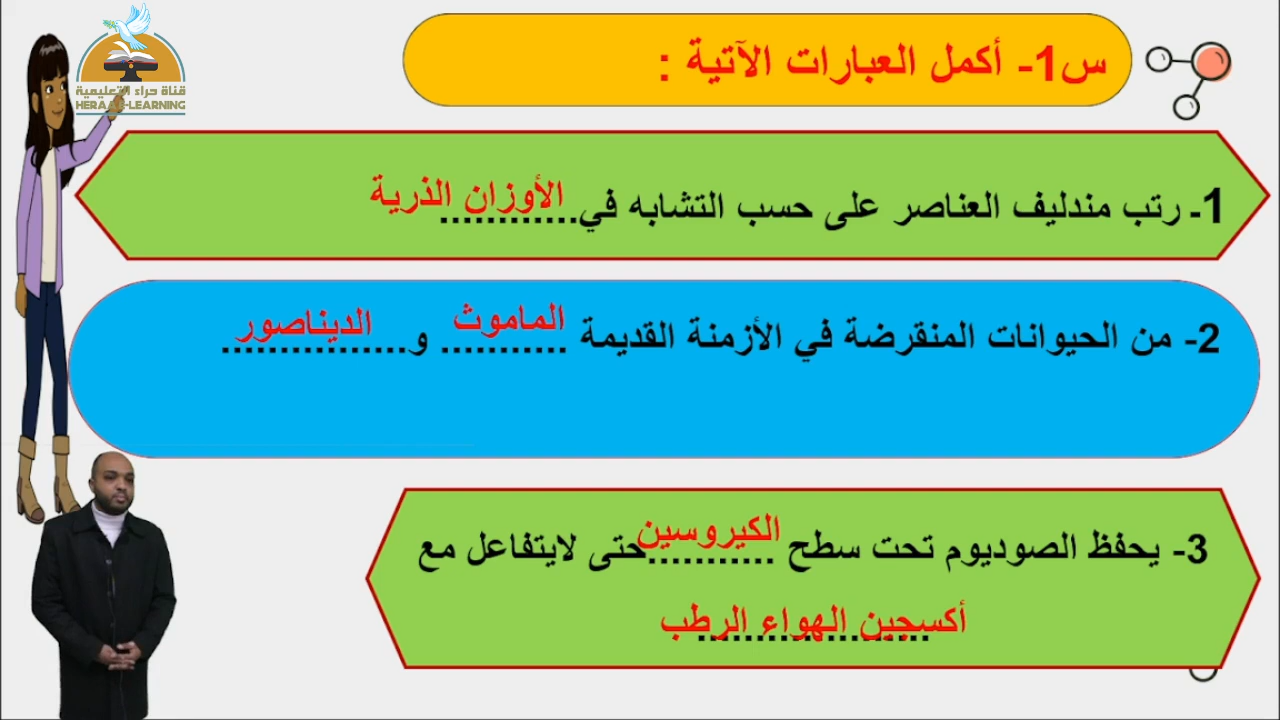 قناة حراء التعليمية
HERAA E-LEARNING
س1- أكمل العبارات الآتية :
1ـ رتب مندليف العناصر على حسب التشابه في............ الأوزان الذرية
2- من الحيوانات المنقرضة في الأزمنة القديمة ........... الماموث و................ الديناصور
3- يحفظ الصوديوم تحت سطح ........... الكيروسين حتى لايتفاعل مع
.................... أكسجين الهواء الرطب